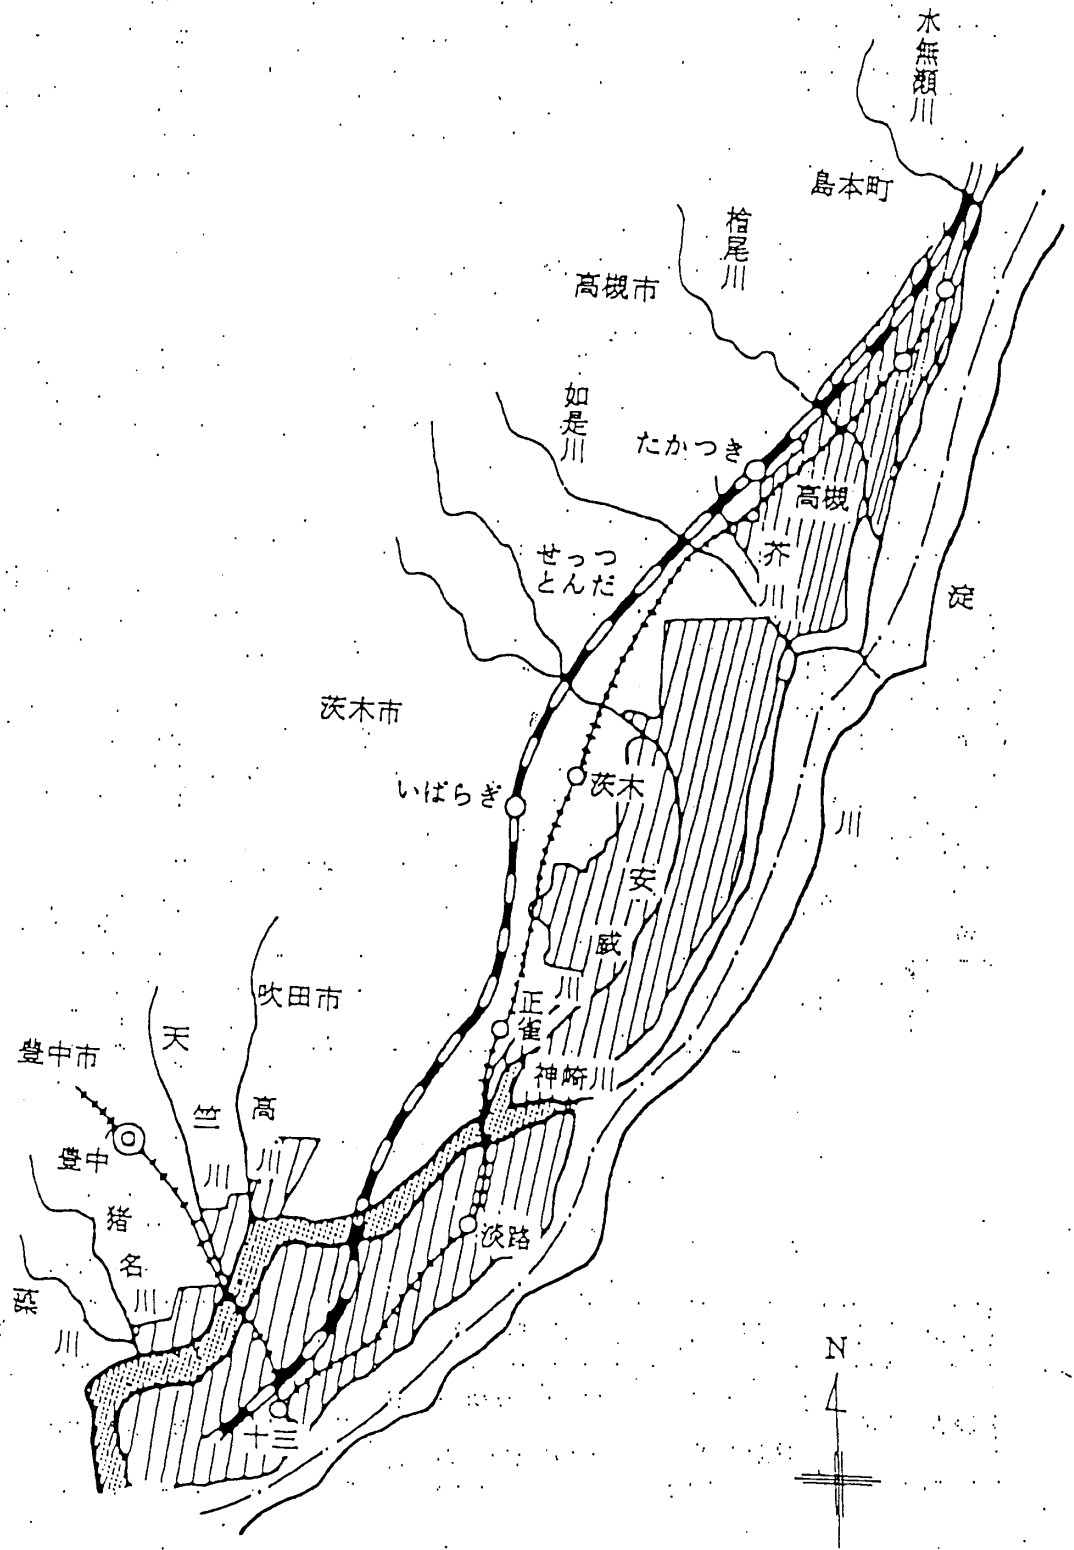 水無瀬川
島本町
桧尾川
高槻市
如是川
たかつき
高槻
芥川
せっつ
とんだ
淀川
茨木市
茨木
いばらぎ
安威川
正雀
吹田市
神崎川
天竺川
高川
豊中市
豊中
猪名川
淡路
川
十三
N